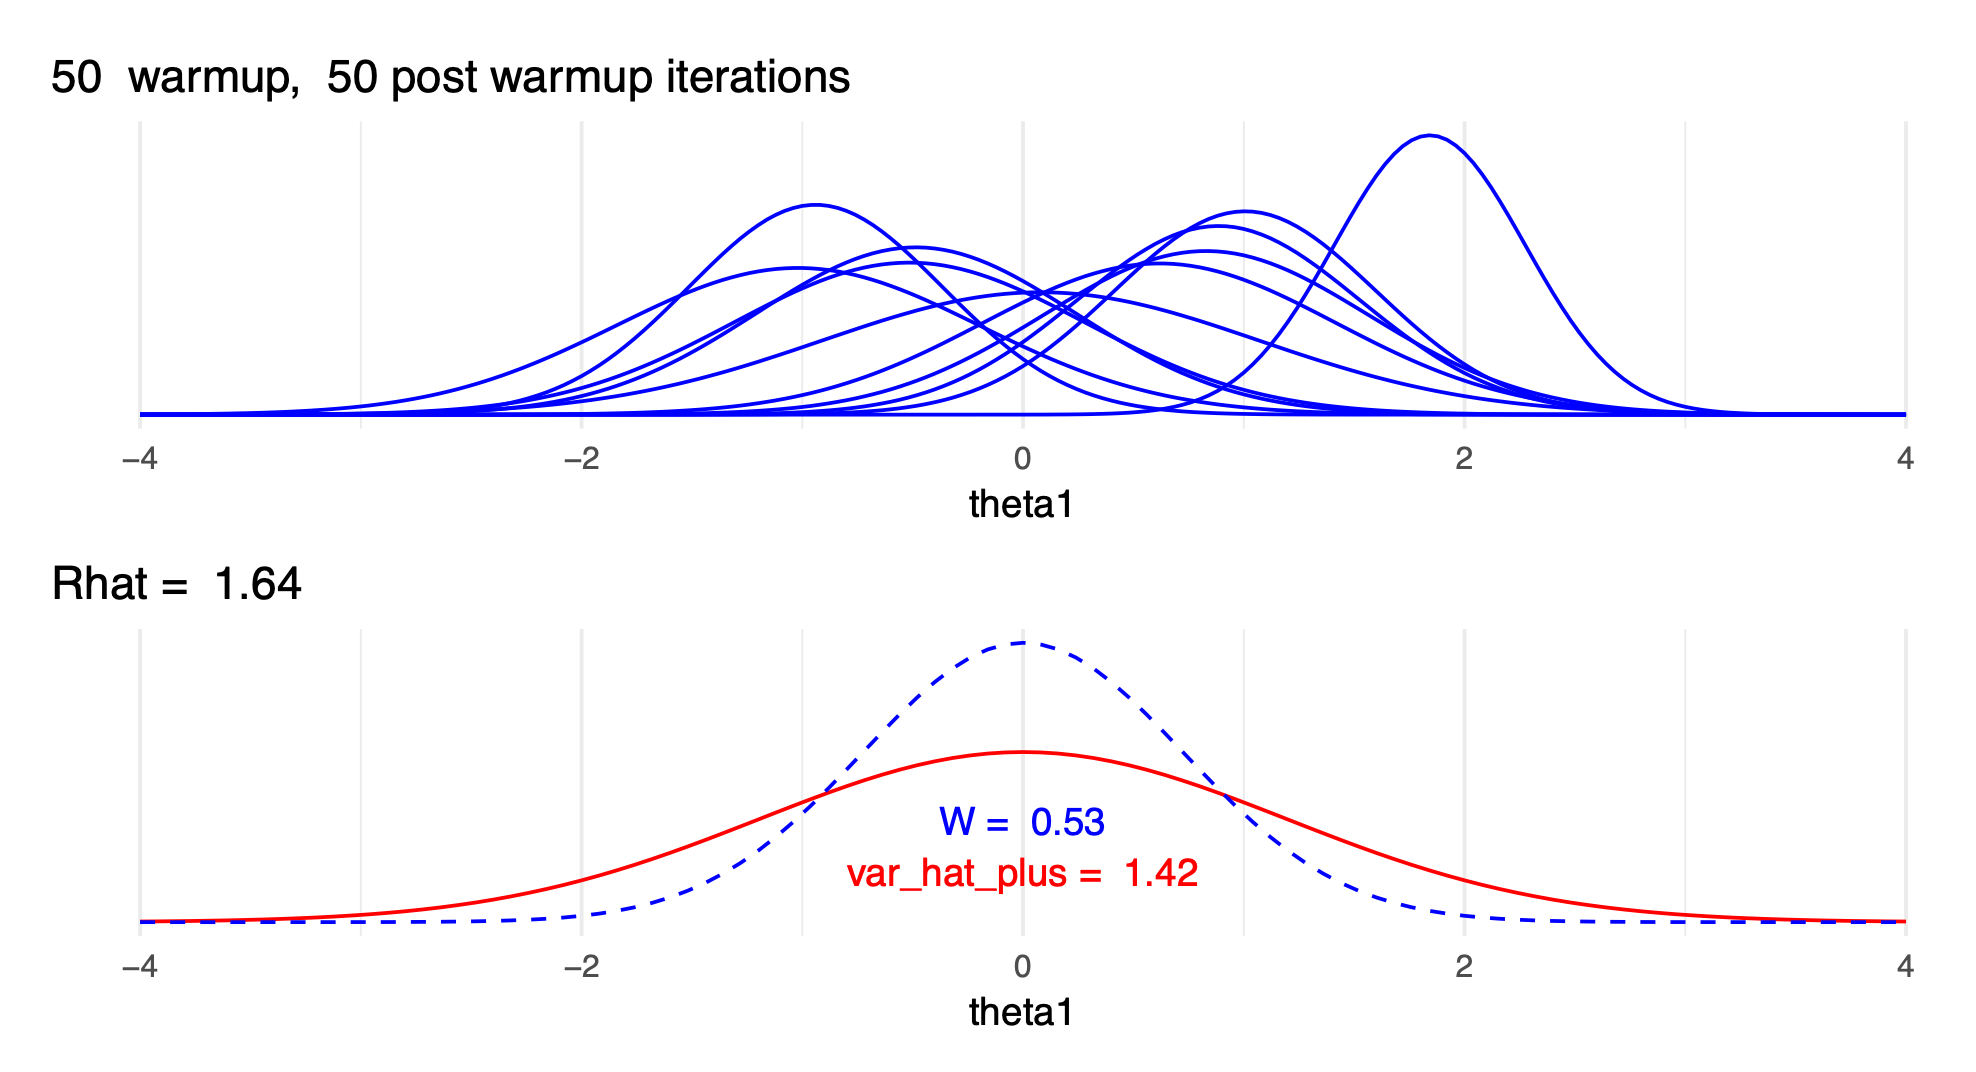 50  warmup,  50 post warmup iterations
−4 −2 0 2 4
theta1
Rhat =  1.64
W =  0.53
var_hat_plus =  1.42
−4 −2 0 2 4
theta1